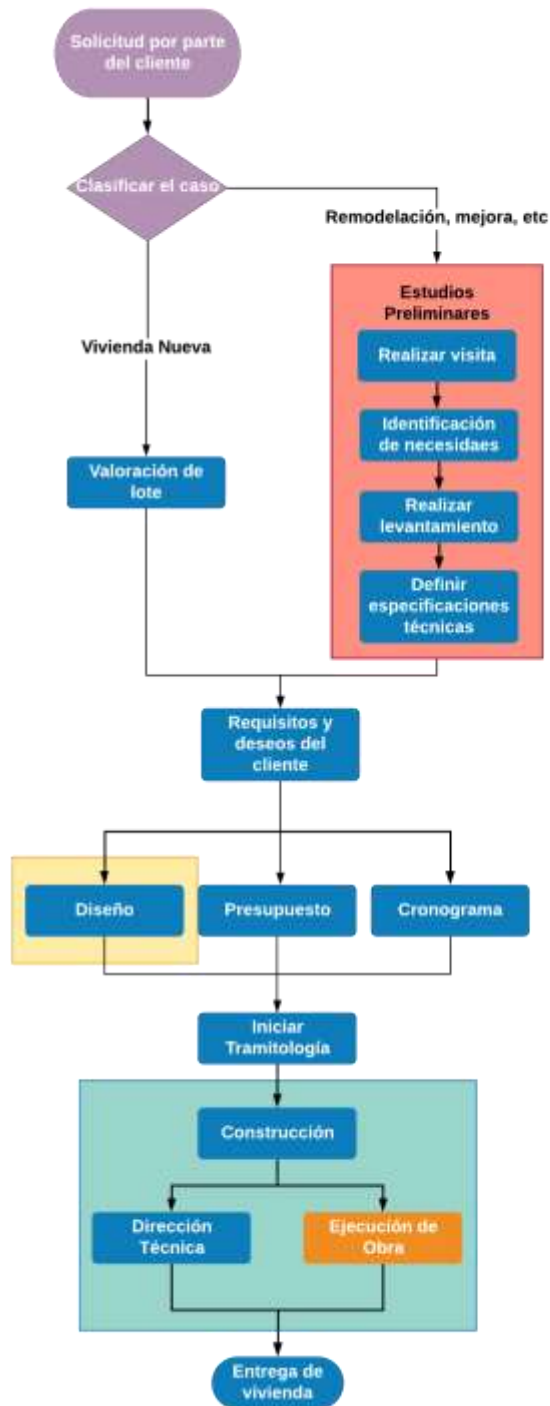 Solicitud por parte
del cliente
Clasificar el caso
Remodelación, mejora, etc
Vivienda Nueva
Estudios
Preliminares
Realizar visita
Identificación
de necesidaes
Realizar
levantamiento
Definir
especificaciones
técnicas
Valoración de
lote
Requisitos y
deseos del
cliente
Diseño
Presupuesto
Cronograma
Iniciar
Tramitología
Construcción
Dirección
Técnica
Ejecución de
Obra
Entrega de
vivienda